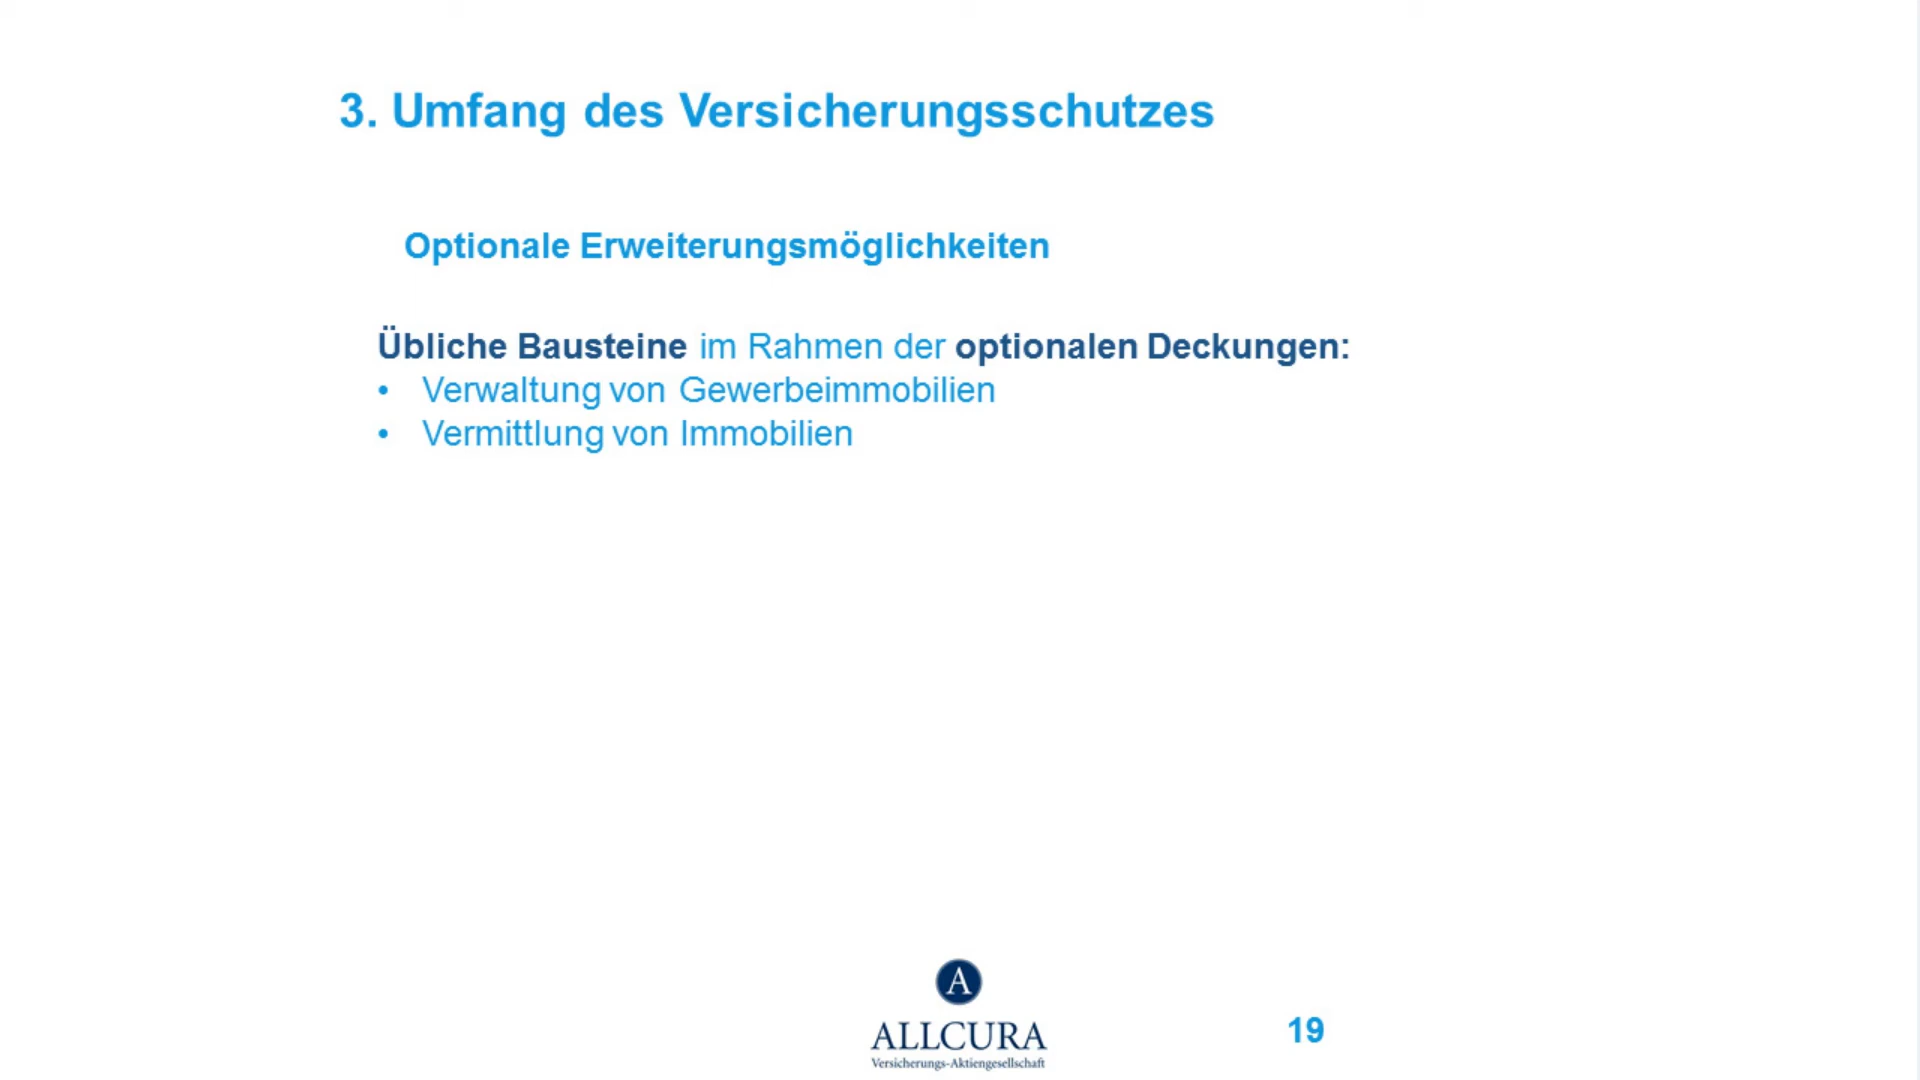 3. Umfang des Versicherungsschutzes
Optionale Erweiterungsmöglichkeiten
Übliche Bausteine im Rahmen der optionalen Deckungen:
• Verwaltung von Gewerbeimmobilien
• Vermittlung von Immobilien
A
ALLCURA
Versicherungs-Aktiengesellschaft
19